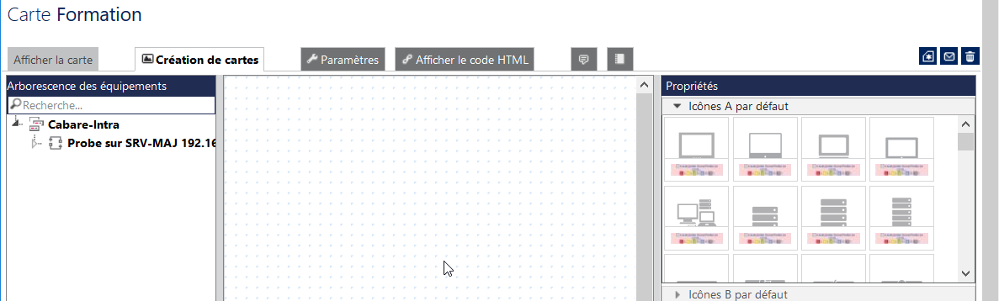 Carte Formation
Afficher la carte
Création de cartes
Paramètres
Afficher le code HTML
Arborescence des équipements
Recherche...
Cabare-Intra
Probe sur SRV-MAJ 192.16
Propriétés
Icônes A par défaut
Icônes B par défaut